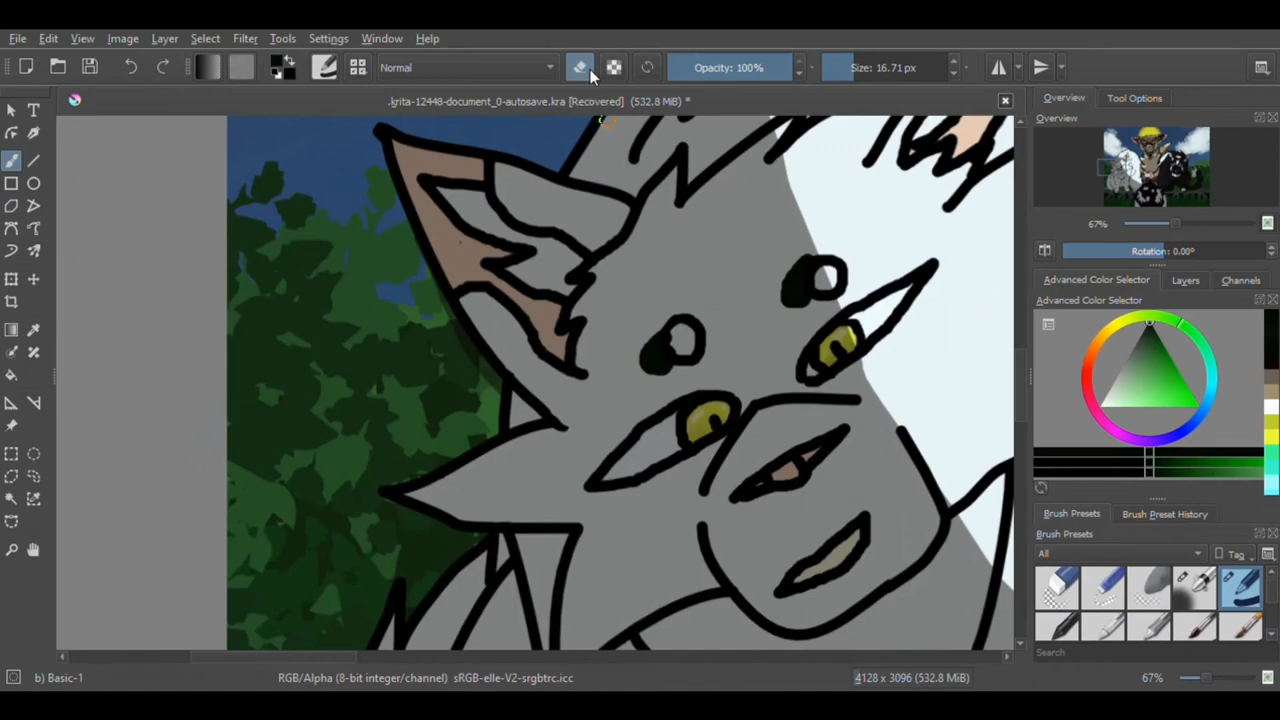 File Edit View Image Layer Select Filter Tools Settings Window Help
Normal Opacity: 100% Size: 16.71 px
.krita-12448-document_0-autosave.kra [Recovered] (532.8 MiB) * Overview Tool Options
Overview
67%
Rotation: 0.00°
Advanced Color Selector Layers Channels
Advanced Color Selector
Brush Presets Brush Preset History
Brush Presets
All Tag
Search
b) Basic-1 RGB/Alpha (8-bit integer/channel) sRGB-elle-V2-srgbtrc.icc 4128 x 3096 (532.8 MiB) 67%